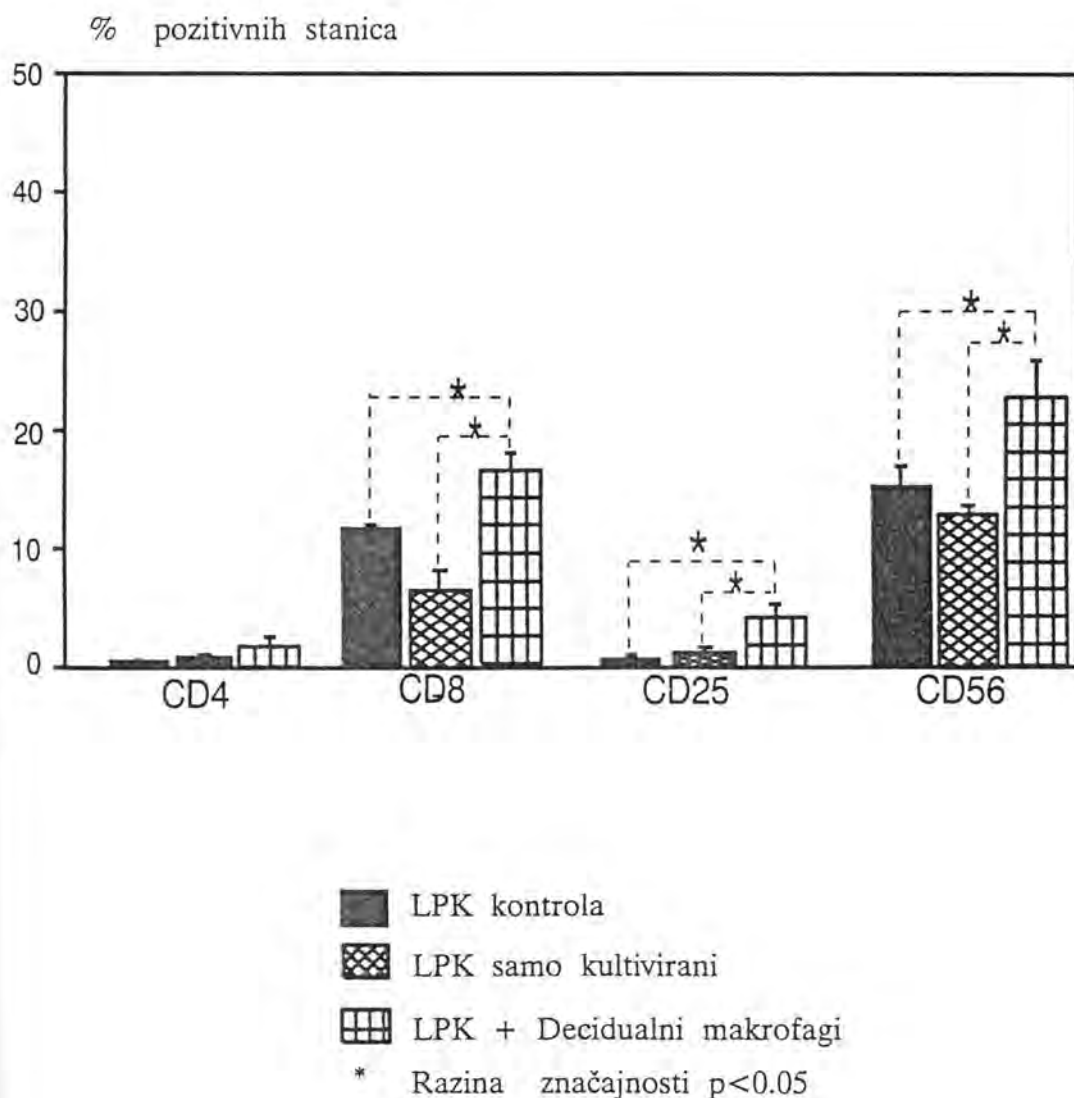 % pozitivnih stanica
50
40
30
20
10
0
CD4 CD8 CD25 CD56
LPK kontrola
LPK samo kultivirani
LPK + Decidualni makrofagi
* Razina značajnosti p<0.05